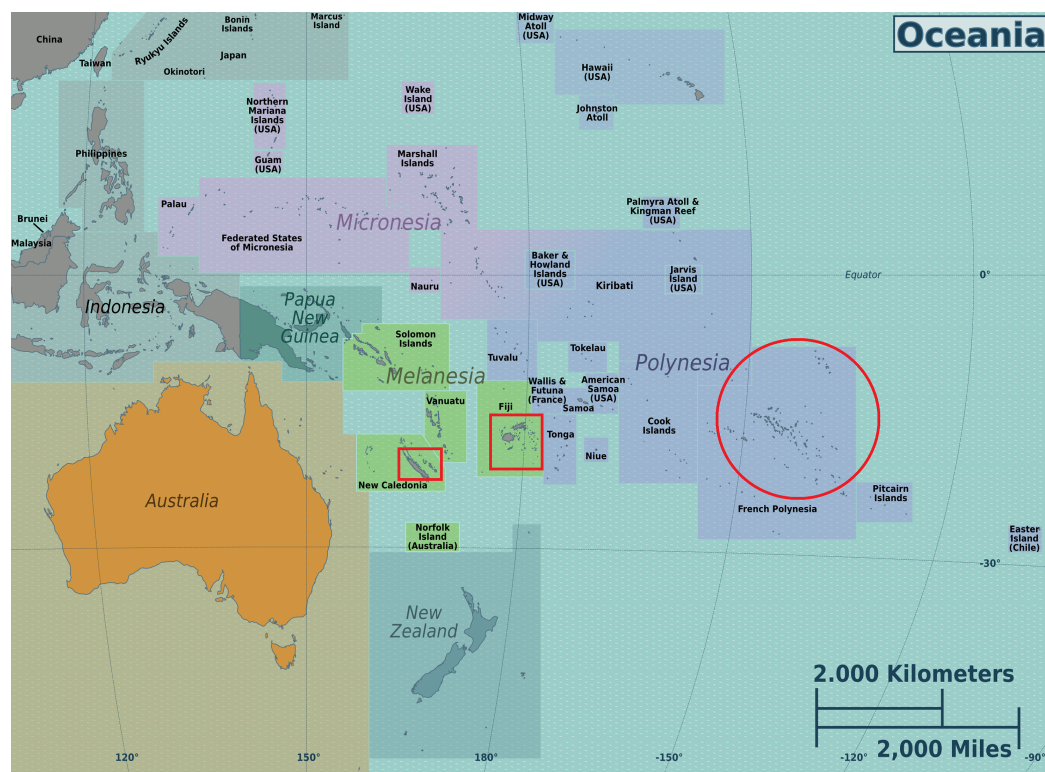 Oceania
China
Taiwan
Ryukyu Islands
Bonin
Islands
Marcus
Island
Japan
Okinotori
Midway
Atoll
(USA)
Hawaii
(USA)
Johnston
Atoll
Wake
Island
(USA)
Northern
Mariana
Islands
(USA)
Guam
(USA)
Philippines
Marshall
Islands
Palau
Micronesia
Federated States
of Micronesia
Palmyra Atoll &
Kingman Reef
(USA)
Brunei
Malaysia
Baker &
Howland
Islands
(USA)
Jarvis
Island
(USA)
Equator
0°
Nauru
Kiribati
Indonesia
Papua
New
Guinea
Solomon
Islands
Melanesia
Tuvalu
Tokelau
Polynesia
Wallis &
Futuna
(France)
American
Samoa
(USA)
Samoa
Vanuatu
Fiji
Tonga
Cook
Islands
Niue
New Caledonia
French Polynesia
Pitcairn
Islands
Australia
Norfolk
Island
(Australia)
Easter
Island
(Chile)
-30°
New
Zealand
2.000 Kilometers
2,000 Miles
120°
150°
180°
-150°
-120°
-90°